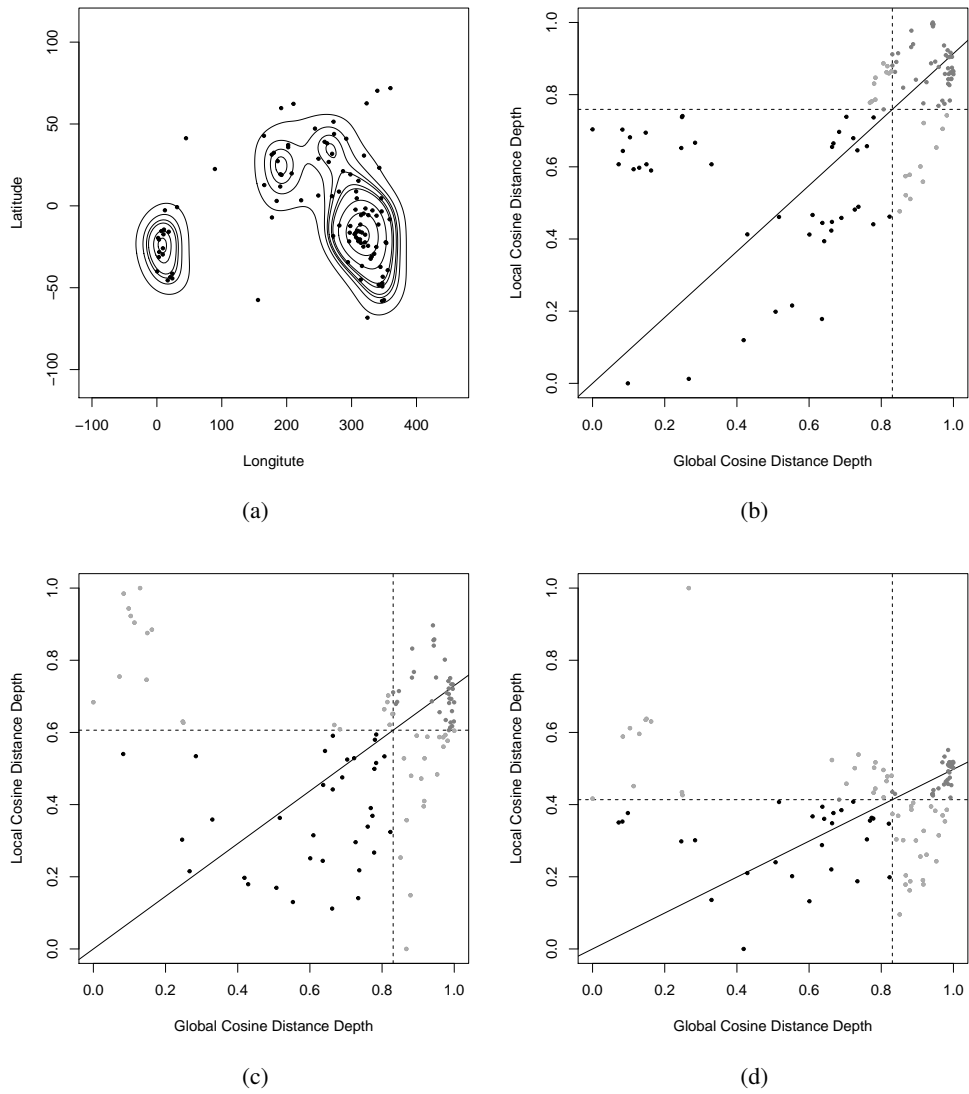 100
50
0
−50
−100
Latitude
−100 0 100 200 300 400
Longitute
(a)
1.0
0.8
0.6
0.4
0.2
0.0
Local Cosine Distance Depth
0.0 0.2 0.4 0.6 0.8 1.0
Global Cosine Distance Depth
(b)
1.0
0.8
0.6
0.4
0.2
0.0
Local Cosine Distance Depth
0.0 0.2 0.4 0.6 0.8 1.0
Global Cosine Distance Depth
(c)
1.0
0.8
0.6
0.4
0.2
0.0
Local Cosine Distance Depth
0.0 0.2 0.4 0.6 0.8 1.0
Global Cosine Distance Depth
(d)